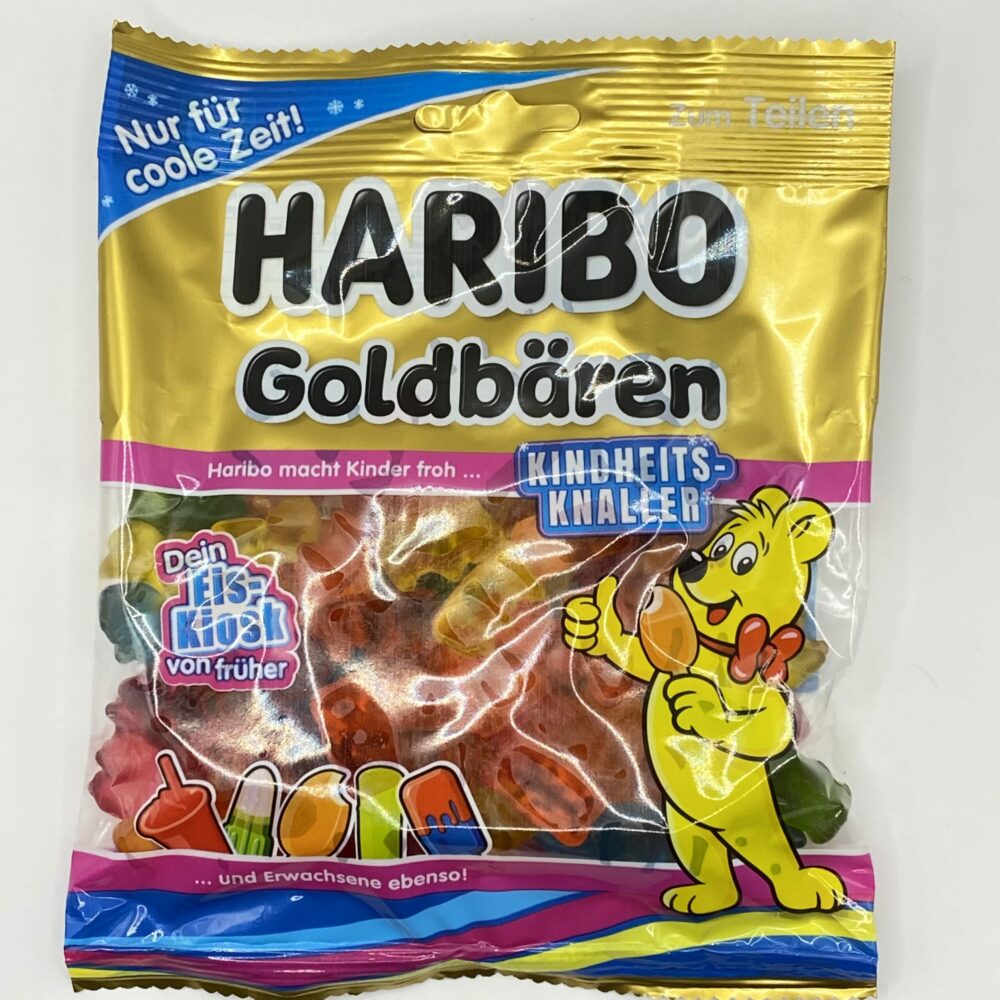 Nur für
coole Zeit!
Zum Teilen
HARIBO
Goldbären
Haribo macht Kinder froh ...
KINDHEITS-
KNALLER
Dein
Eis-
Kiosk
von früher
... und Erwachsene ebenso!